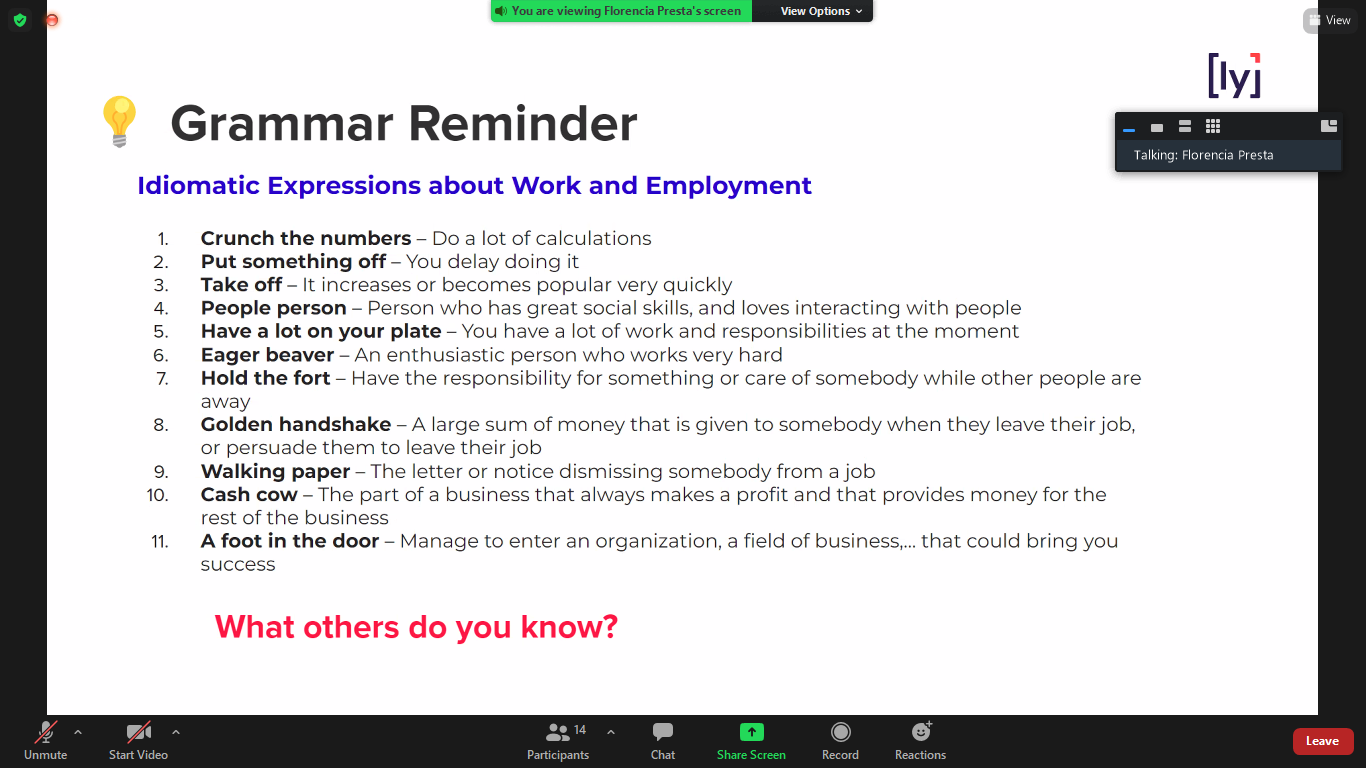 You are viewing Florencia Presta's screen
View Options
View
[ly]
Grammar Reminder
Talking: Florencia Presta
Idiomatic Expressions about Work and Employment
1. Crunch the numbers – Do a lot of calculations
2. Put something off – You delay doing it
3. Take off – It increases or becomes popular very quickly
4. People person – Person who has great social skills, and loves interacting with people
5. Have a lot on your plate – You have a lot of work and responsibilities at the moment
6. Eager beaver – An enthusiastic person who works very hard
7. Hold the fort – Have the responsibility for something or care of somebody while other people are
away
8. Golden handshake – A large sum of money that is given to somebody when they leave their job,
or persuade them to leave their job
9. Walking paper – The letter or notice dismissing somebody from a job
10. Cash cow – The part of a business that always makes a profit and that provides money for the
rest of the business
11. A foot in the door – Manage to enter an organization, a field of business,... that could bring you
success
What others do you know?
14
Unmute
Start Video
Participants
Chat
Share Screen
Record
Reactions
Leave